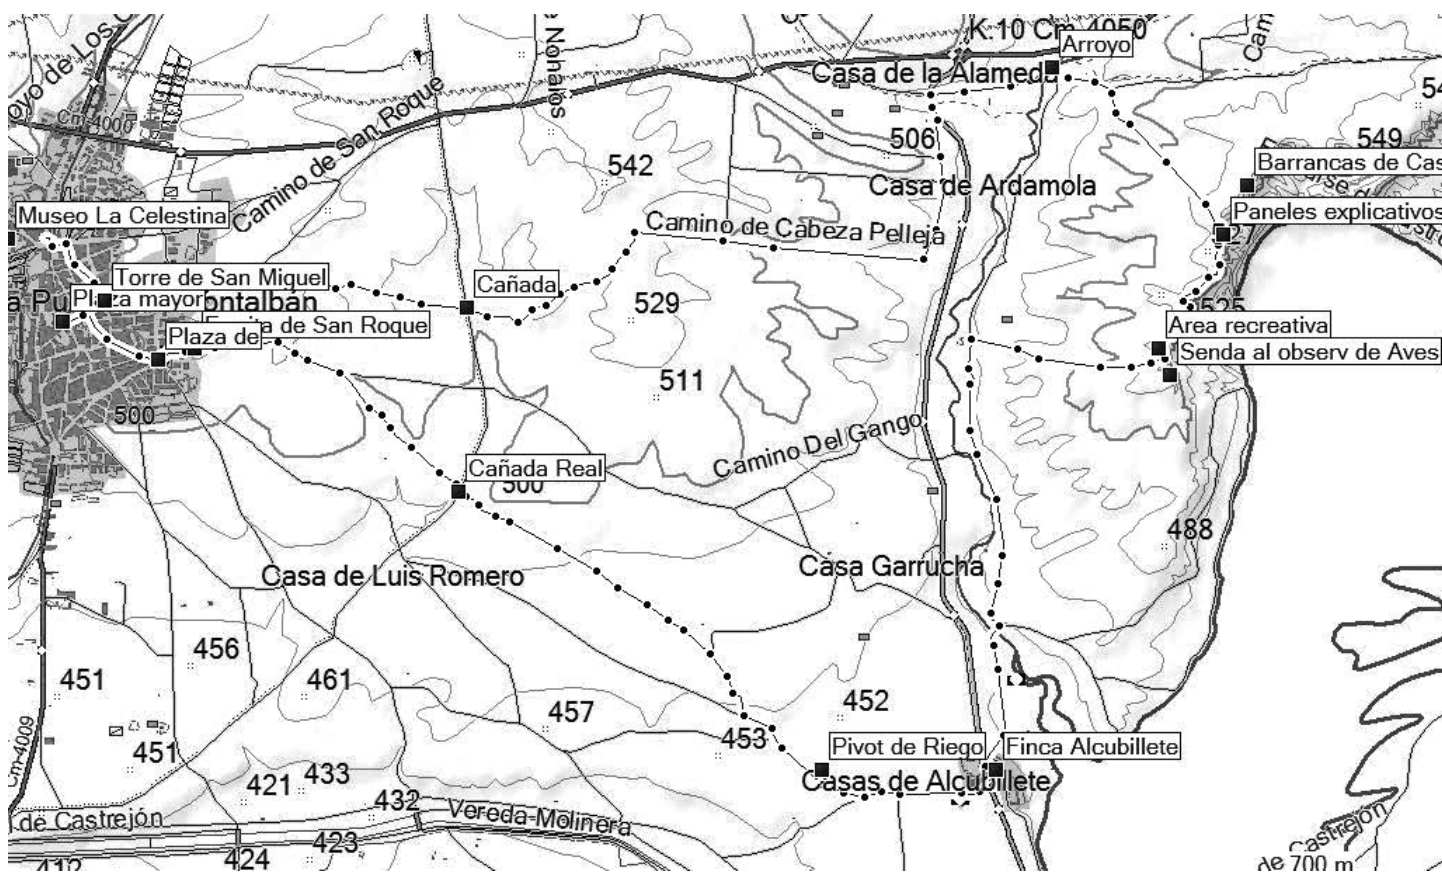 K.10 Cm 4050
Arroyo
Casa de la Alameda
Cm-4000
Camino de San Roque
506
549
542
Barrancas de Cas
Casa de Ardamola
Museo La Celestina
Paneles explicativos
Camino de Cabeza Pelleja
Torre de San Miquel
Cañada
Plaza mayor
ontalbán
529
525
Plaza de
de San Roque
Area recreativa
Senda al observ de Aves
511
500
Camino Del Gango
Cañada Real
500
488
Casa de Luis Romero
Casa Garrucha
456
451
461
452
457
453
451
Cm-4009
Pivot de Riego
Finca Alcubillete
433
421
Casas de Alcubillete
432
de Castrejón
Vereda-Molinera
423
424
412
de Castrejón
700 m